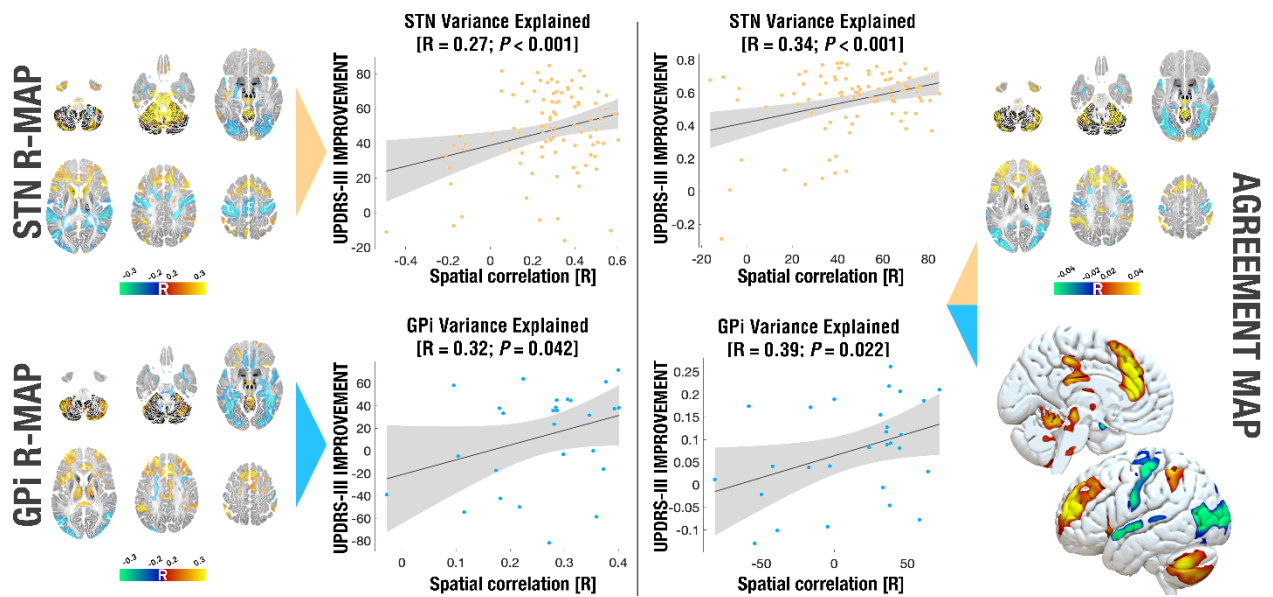 STN R-MAP
-0.3 -0.2 0.2 0.3
R
STN Variance Explained
[R = 0.27; P < 0.001]
UPDRS-III IMPROVEMENT
80
60
40
20
0
-20
-0.4 -0.2 0 0.2 0.4 0.6
Spatial correlation [R]
STN Variance Explained
[R = 0.34; P < 0.001]
UPDRS-III IMPROVEMENT
0.8
0.6
0.4
0.2
0
-0.2
-20 0 20 40 60 80
Spatial correlation [R]
AGREEMENT MAP
-0.04 -0.02 0.02 0.04
R
GPi R-MAP
-0.3 -0.2 0.2 0.3
R
GPi Variance Explained
[R = 0.32; P = 0.042]
UPDRS-III IMPROVEMENT
60
40
20
0
-20
-40
-60
-80
0 0.1 0.2 0.3 0.4
Spatial correlation [R]
GPi Variance Explained
[R = 0.39; P = 0.022]
UPDRS-III IMPROVEMENT
0.25
0.2
0.15
0.1
0.05
0
-0.05
-0.1
-50 0 50
Spatial correlation [R]